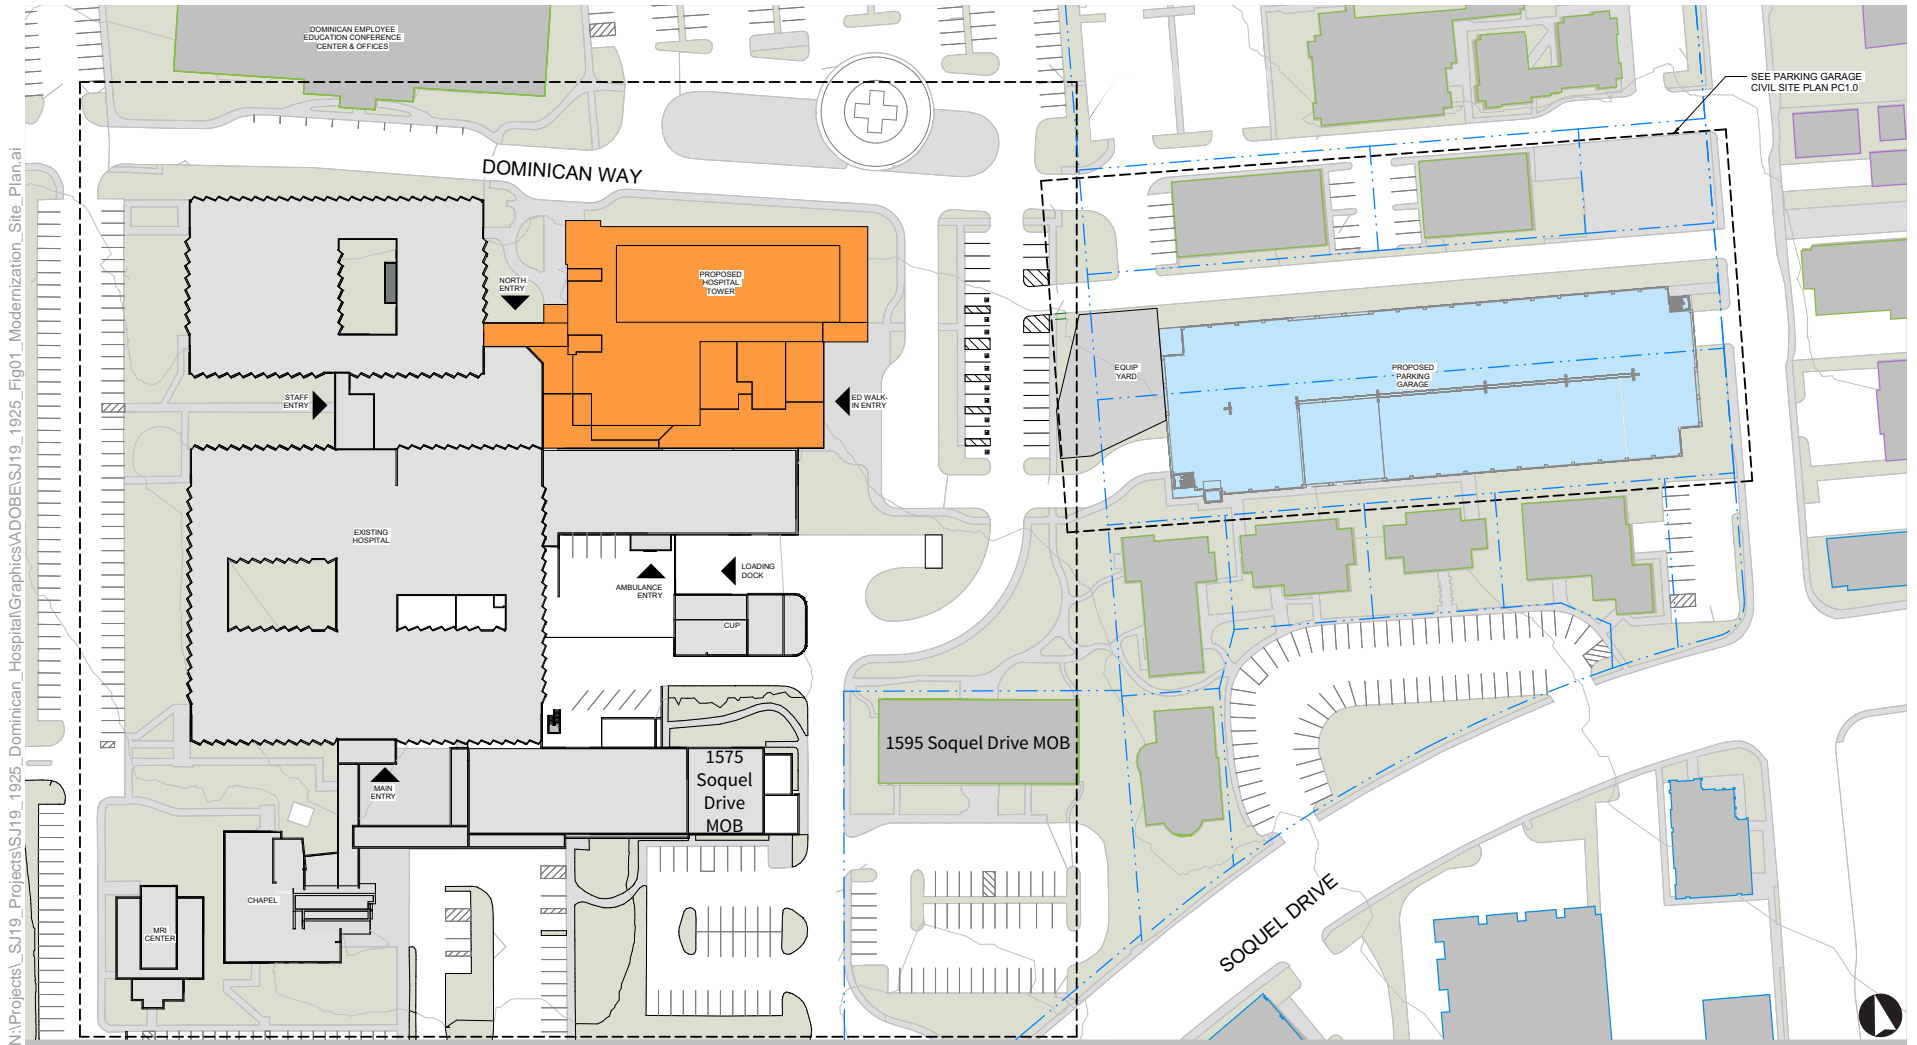 DOMINICAN EMPLOYEE
EDUCATION CONFERENCE
CENTER & OFFICES
SEE PARKING GARAGE
CIVIL SITE PLAN PC1.0
DOMINICAN WAY
NORTH
ENTRY
PROPOSED
HOSPITAL
TOWER
STAFF
ENTRY
ED WALK-
IN ENTRY
EQUIP
YARD
PROPOSED
PARKING
GARAGE
EXISTING
HOSPITAL
AMBULANCE
ENTRY
LOADING
DOCK
CUP
1595 Soquel Drive MOB
1575
Soquel
Drive
MOB
MAIN
ENTRY
CHAPEL
MRI
CENTER
SOQUEL DRIVE
N:\Projects\_SJ19_Projects\SJ19_1925_Dominican_Hospital\Graphics\ADOBE\SJ19_1925_Fig01_Modernization_Site_Plan.ai